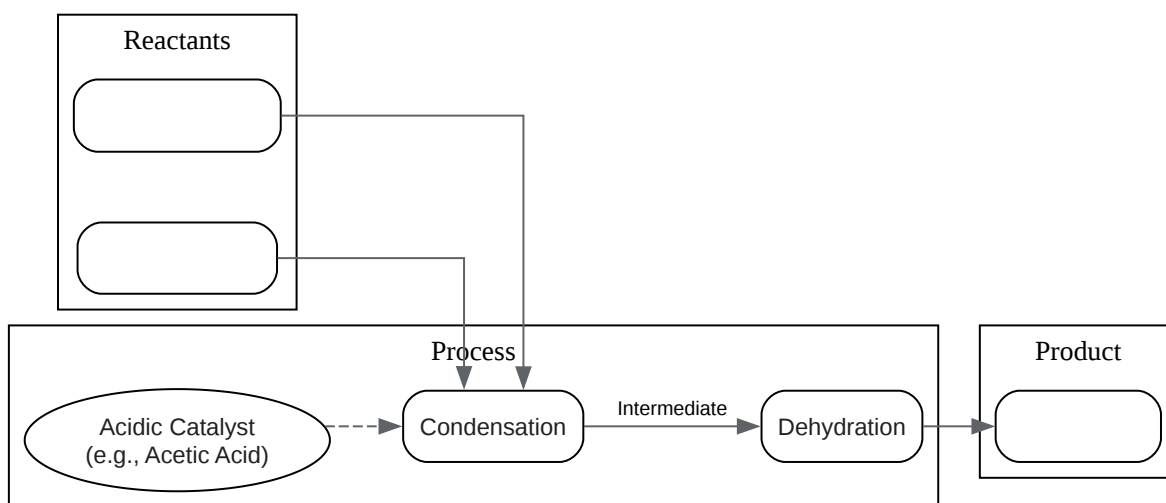 Reactants
Process
Product
Acidic Catalyst
(e.g., Acetic Acid)
Condensation
Intermediate
Dehydration